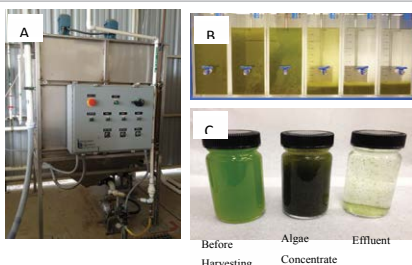 A
B
C
Before
Harvesting
Algae
Concentrate
Effluent